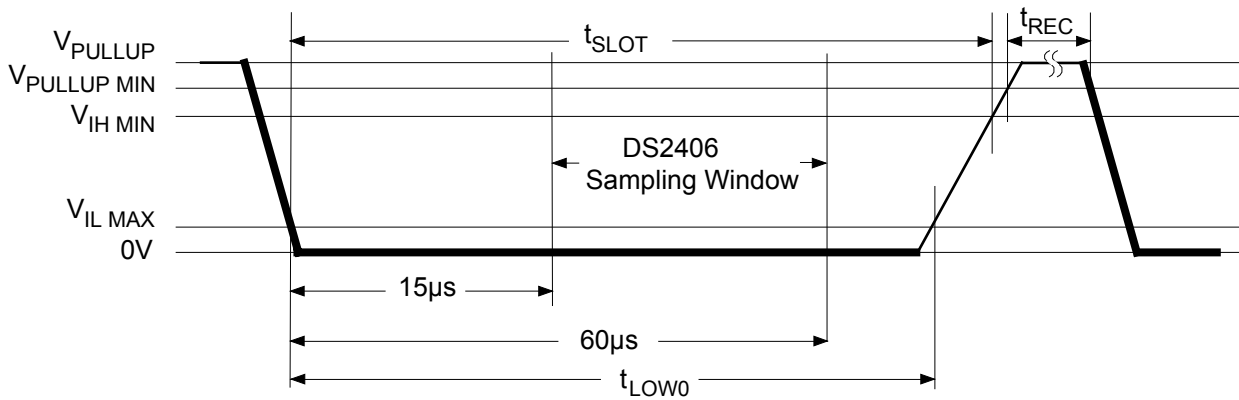 t_SLOT
t_REC
V_PULLUP
V_PULLUP MIN
V_IH MIN
DS2406
Sampling Window
V_IL MAX
0V
15µs
60µs
t_LOW0